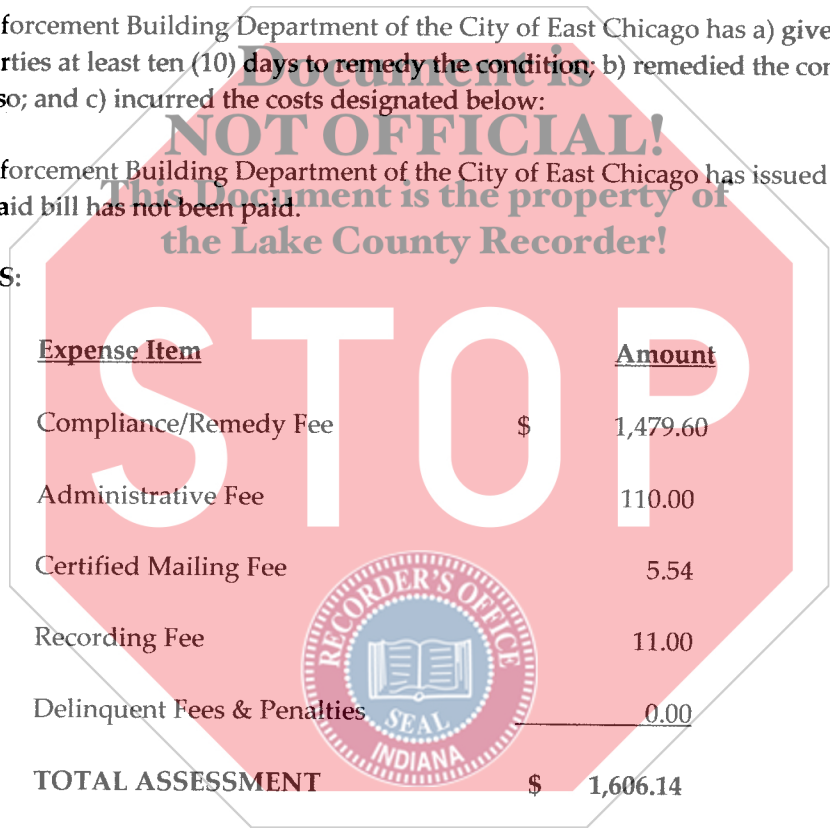 forcement Building Department of the City of East Chicago has a) give
rties at least ten (10) days to remedy the condition; b) remedied the con
so; and c) incurred the costs designated below:
Document is
NOT OFFICIAL!
This Document is the property of
the Lake County Recorder!
forcement Building Department of the City of East Chicago has issued
aid bill has not been paid.
S:
STOP
Expense Item Amount
Compliance/Remedy Fee $ 1,479.60
Administrative Fee 110.00
Certified Mailing Fee 5.54
Recording Fee 11.00
Delinquent Fees & Penalties 0.00
TOTAL ASSESSMENT $ 1,606.14
RECORDER'S OFFICE
SEAL
INDIANA